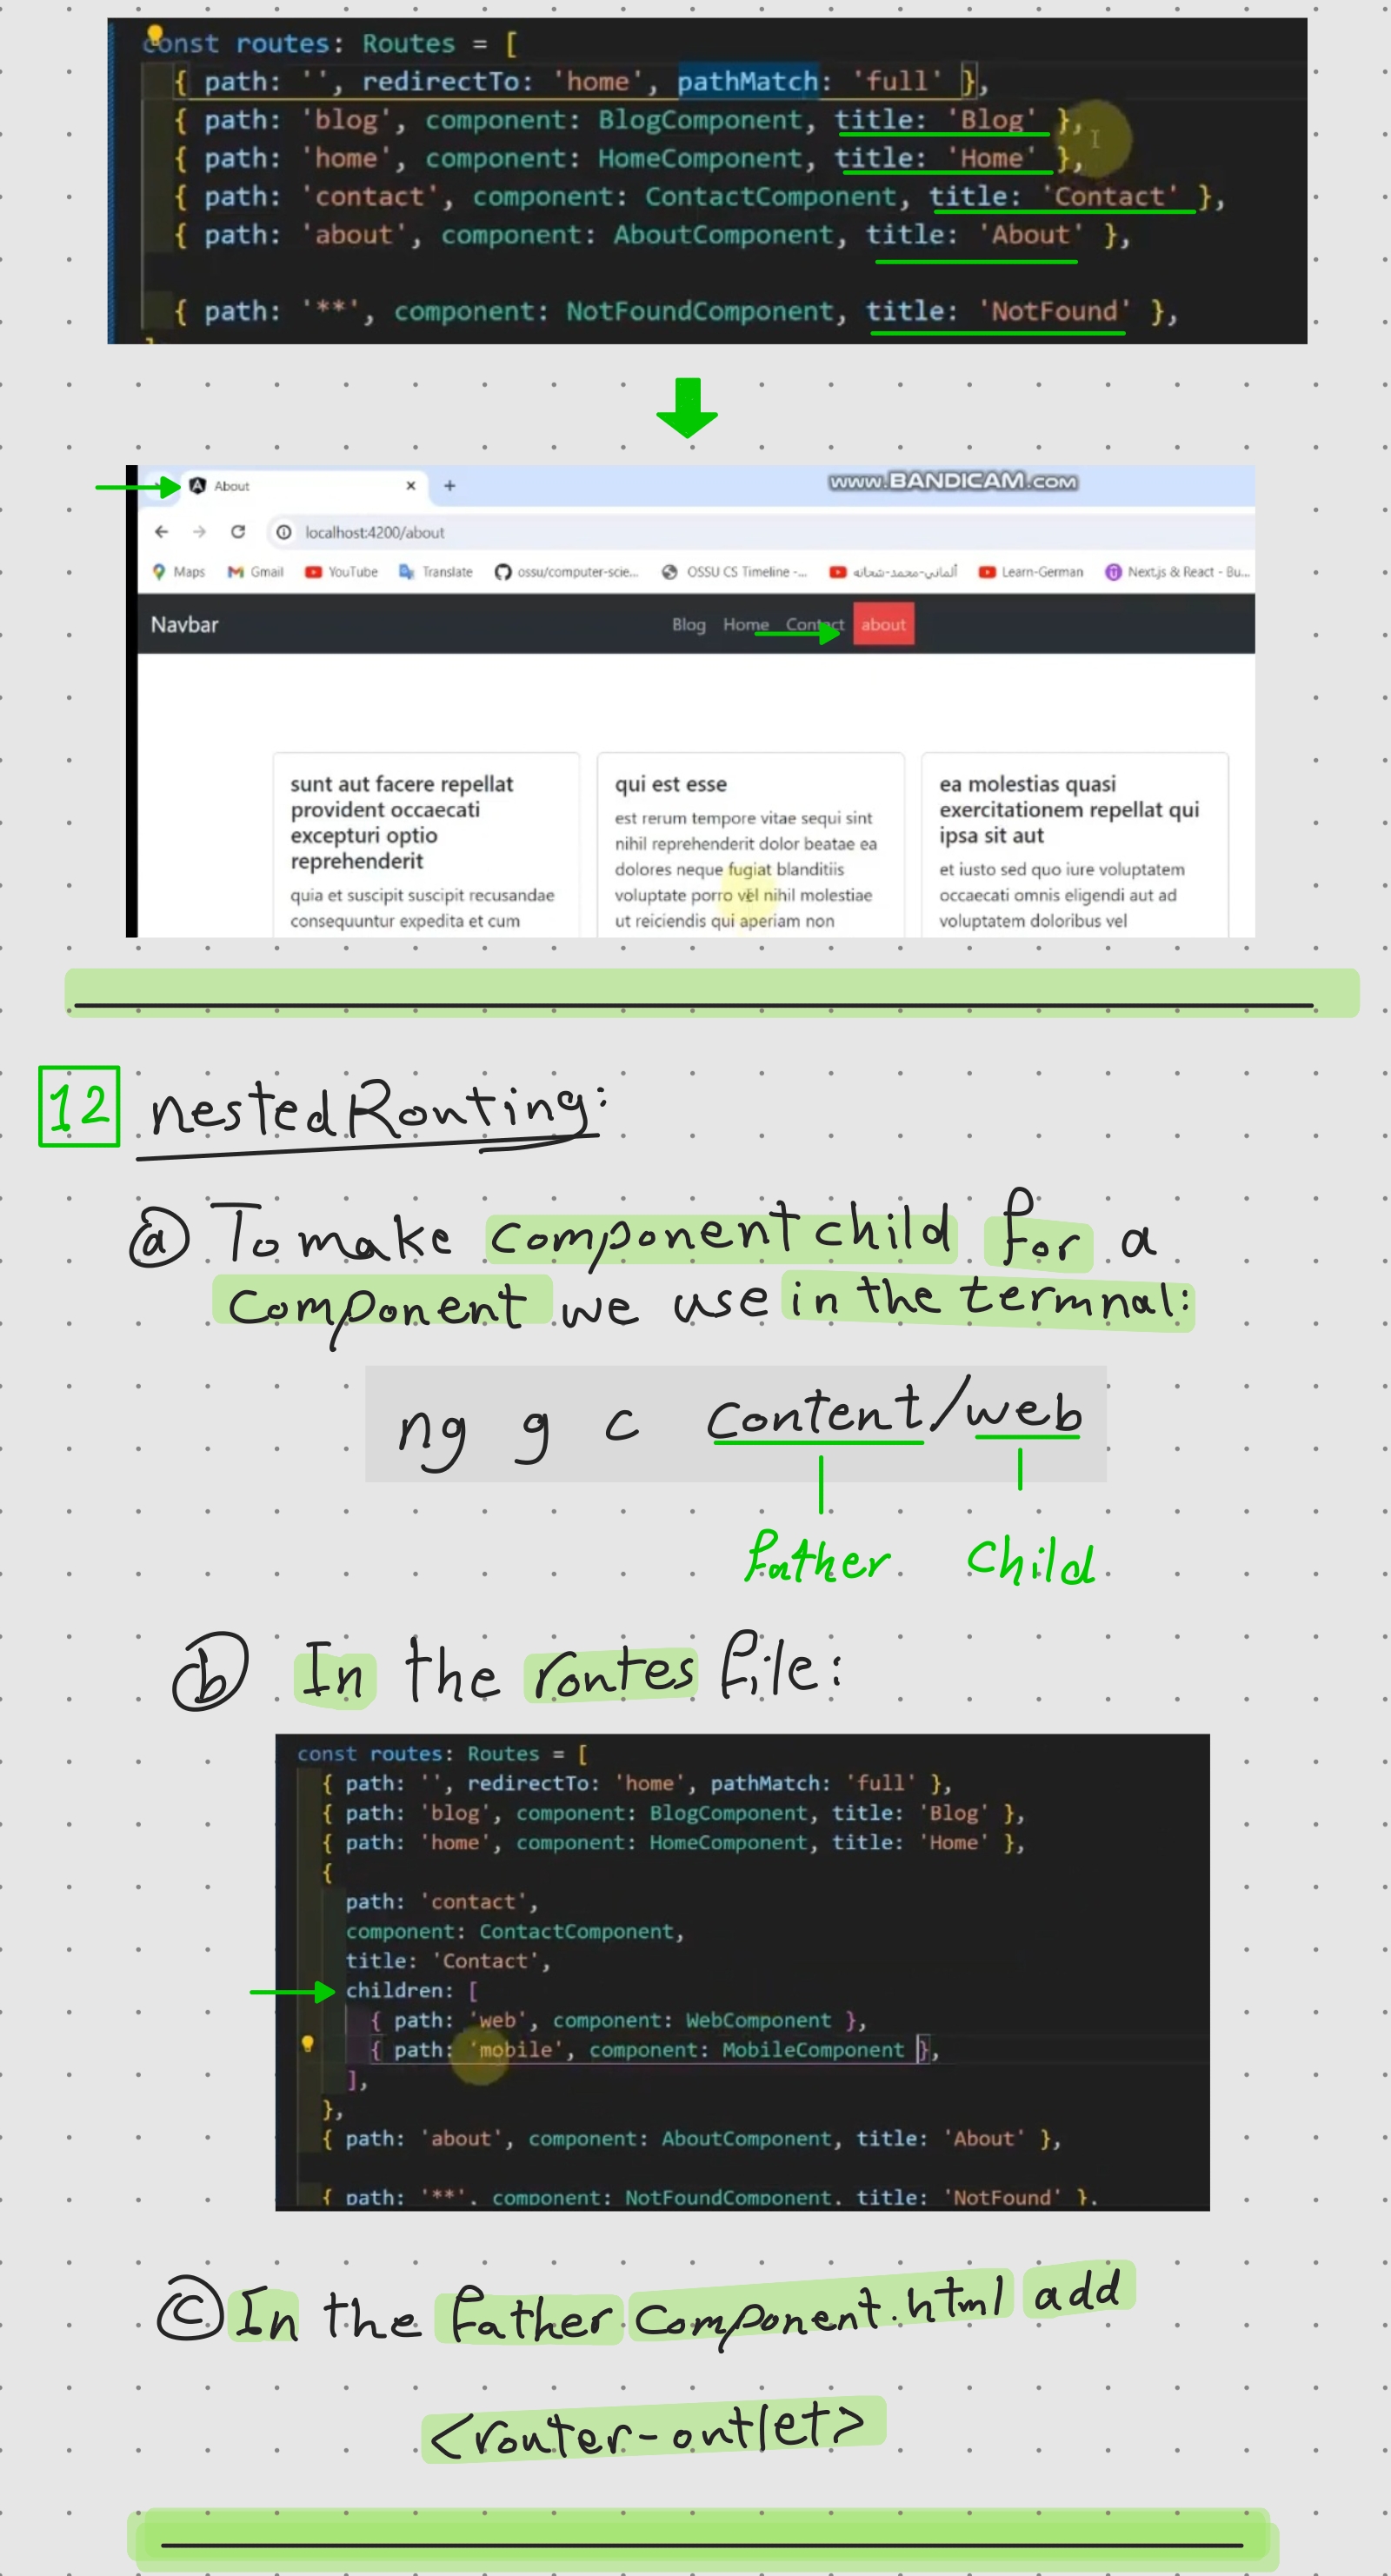 const routes: Routes = [
{ path: '', redirectTo: 'home', pathMatch: 'full' },
{ path: 'blog', component: BlogComponent, title: 'Blog' },
{ path: 'home', component: HomeComponent, title: 'Home' },
{ path: 'contact', component: ContactComponent, title: 'Contact' },
{ path: 'about', component: AboutComponent, title: 'About' },
{ path: '**', component: NotFoundComponent, title: 'NotFound' },
About
www.BANDICAM.com
localhost:4200/about
Maps Gmail YouTube Translate ossu/computer-scie... OSSU CS Timeline -... ألماني-محمد-شحاته Learn-German Next.js & React - Bu...
Navbar Blog Home Contact about
sunt aut facere repellat
provident occaecati
excepturi optio
reprehenderit
quia et suscipit suscipit recusandae
consequuntur expedita et cum
qui est esse
est rerum tempore vitae sequi sint
nihil reprehenderit dolor beatae ea
dolores neque fugiat blanditiis
voluptate porro vel nihil molestiae
ut reiciendis qui aperiam non
ea molestias quasi
exercitationem repellat qui
ipsa sit aut
et iusto sed quo iure voluptatem
occaecati omnis eligendi aut ad
voluptatem doloribus vel
12 nested Routing:
a To make component child for a
component we use in the termnal:
ng g c content/web
father child
b In the routes file:
const routes: Routes = [
{ path: '', redirectTo: 'home', pathMatch: 'full' },
{ path: 'blog', component: BlogComponent, title: 'Blog' },
{ path: 'home', component: HomeComponent, title: 'Home' },
{
path: 'contact',
component: ContactComponent,
title: 'Contact',
children: [
{ path: 'web', component: WebComponent },
{ path: 'mobile', component: MobileComponent },
],
},
{ path: 'about', component: AboutComponent, title: 'About' },
{ path: '**', component: NotFoundComponent, title: 'NotFound' },
c In the father component.html add
<router-outlet>